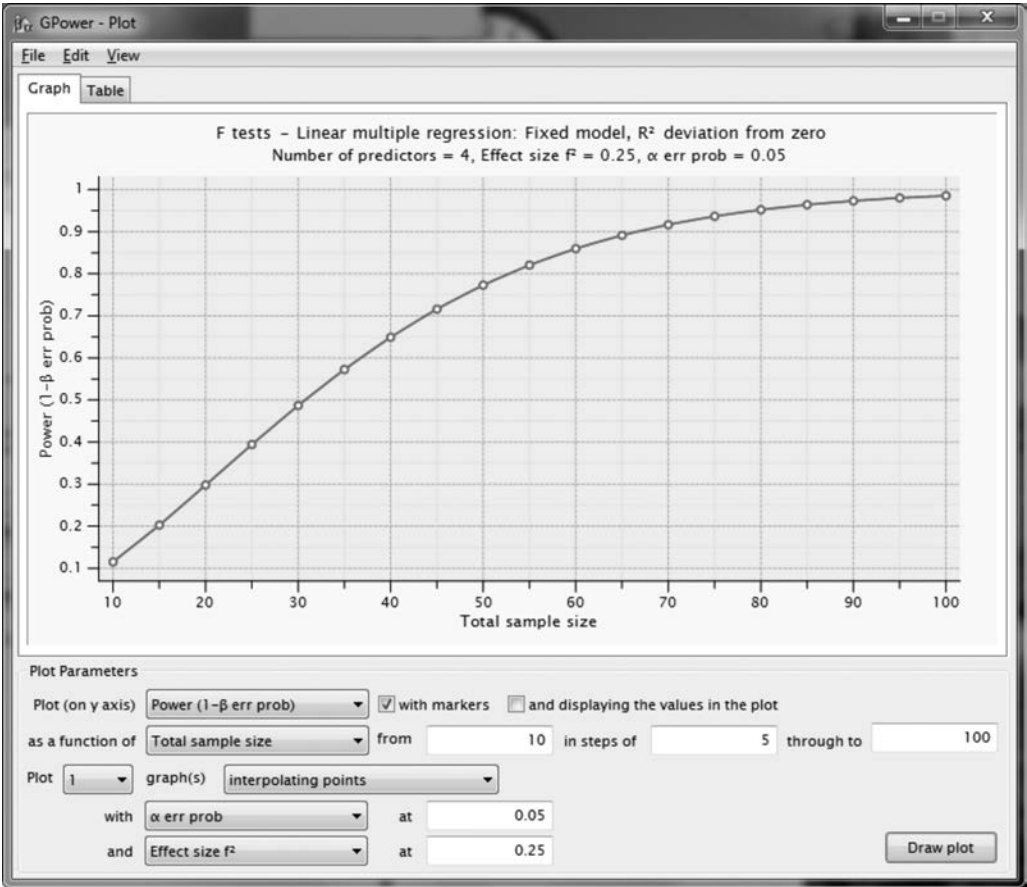 βα GPower - Plot
File Edit View
Graph Table
F tests – Linear multiple regression: Fixed model, R² deviation from zero
Number of predictors = 4, Effect size f² = 0.25, α err prob = 0.05
1
0.9
0.8
0.7
0.6
0.5
0.4
0.3
0.2
0.1
Power (1-β err prob)
10 20 30 40 50 60 70 80 90 100
Total sample size
Plot Parameters
Plot (on y axis) Power (1-β err prob) with markers and displaying the values in the plot
as a function of Total sample size from 10 in steps of 5 through to 100
Plot 1 graph(s) interpolating points
with α err prob at 0.05
and Effect size f² at 0.25 Draw plot